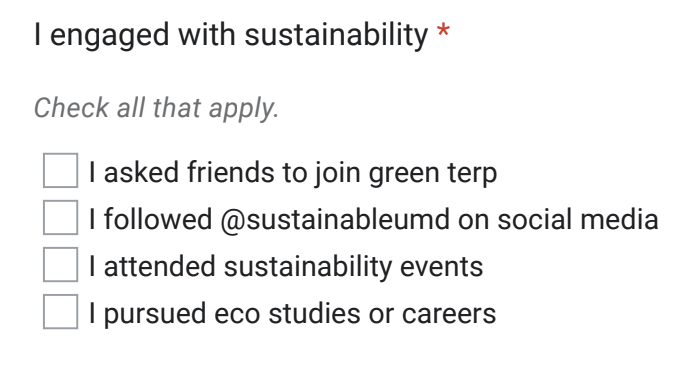 I engaged with sustainability *
Check all that apply.
I asked friends to join green terp
I followed @sustainableumd on social media
I attended sustainability events
I pursued eco studies or careers